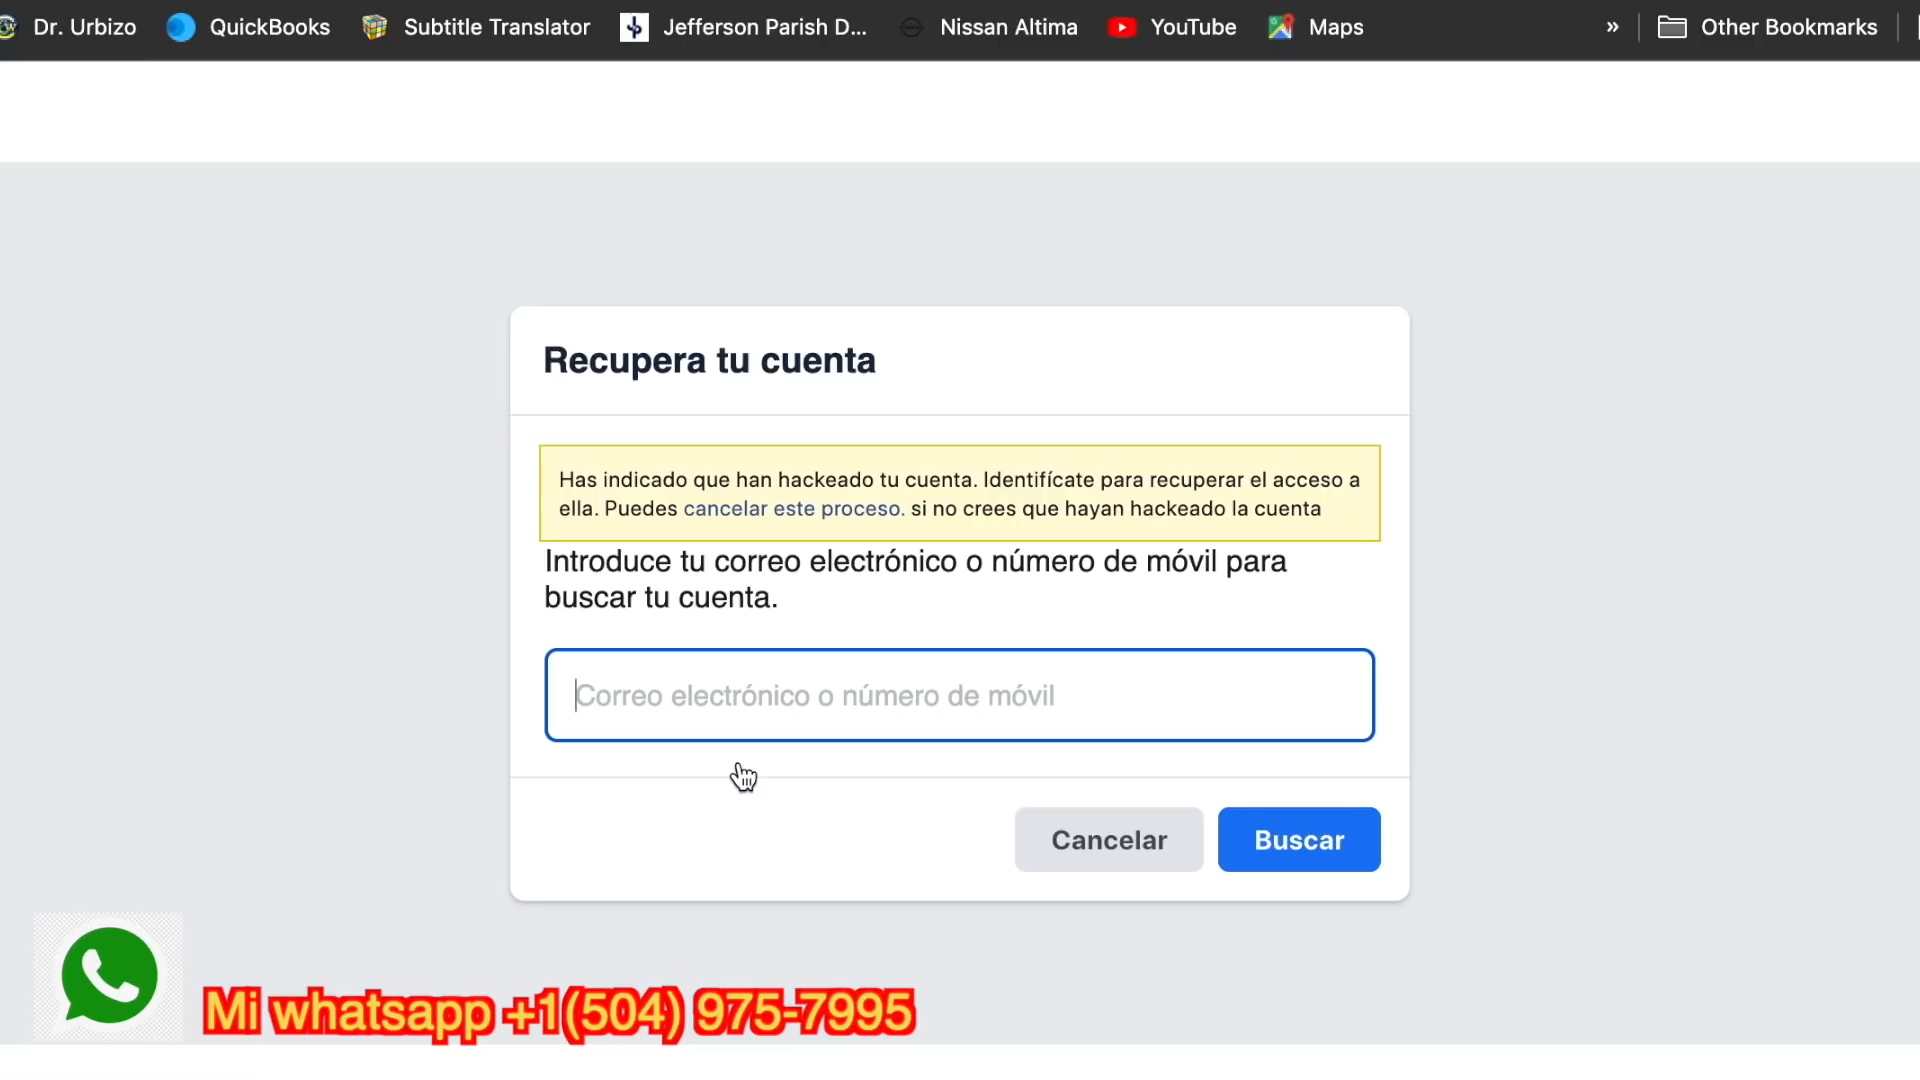 Dr. Urbizo QuickBooks Subtitle Translator Jefferson Parish D... Nissan Altima YouTube Maps » Other Bookmarks
Recupera tu cuenta
Has indicado que han hackeado tu cuenta. Identifícate para recuperar el acceso a
ella. Puedes cancelar este proceso. si no crees que hayan hackeado la cuenta
Introduce tu correo electrónico o número de móvil para
buscar tu cuenta.
Correo electrónico o número de móvil
Cancelar Buscar
Mi whatsapp +1(504) 975-7995